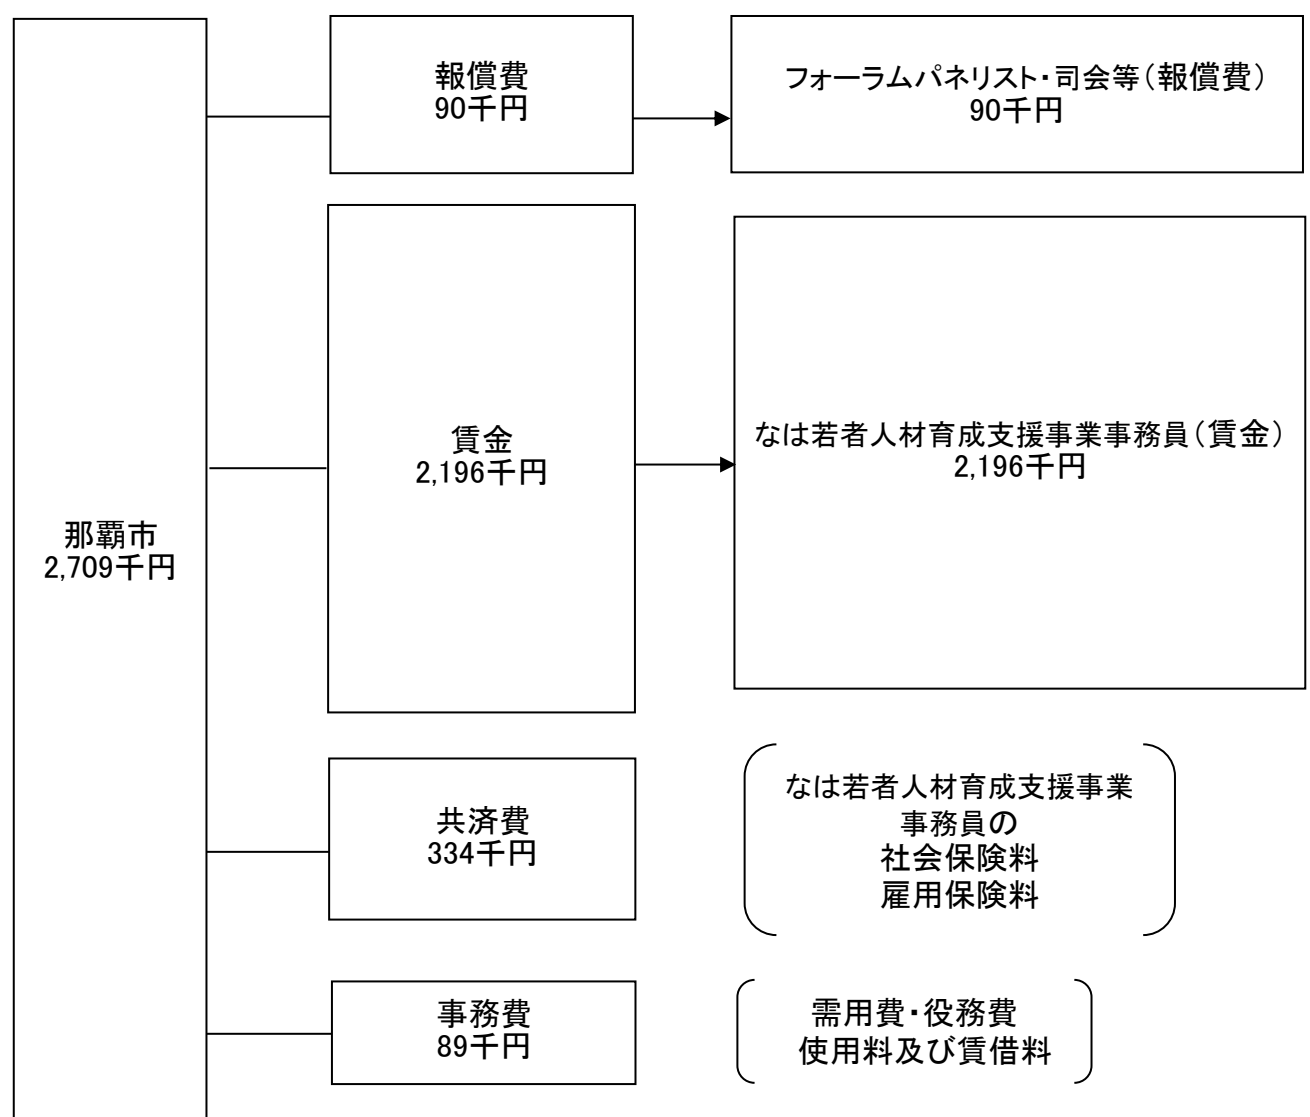 那覇市
2,709千円
報償費
90千円
フォーラムパネリスト・司会等(報償費)
90千円
賃金
2,196千円
なは若者人材育成支援事業事務員(賃金)
2,196千円
共済費
334千円
なは若者人材育成支援事業
事務員の
社会保険料
雇用保険料
事務費
89千円
需用費・役務費
使用料及び賃借料